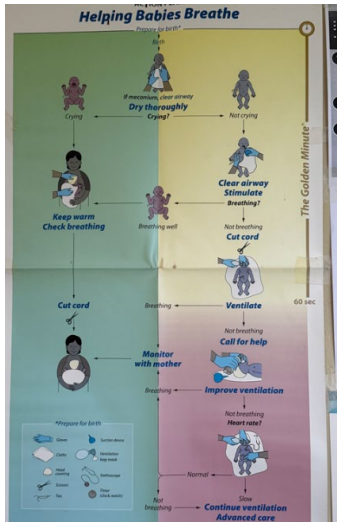 Helping Babies Breathe
Prepare for birth*
Birth
If meconium, clear airway
Dry thoroughly
Crying
Crying?
Not crying
Clear airway
Stimulate
Breathing?
Keep warm
Check breathing
Breathing well
Not breathing
Cut cord
The Golden Minute
60 sec
Cut cord
Breathing
Ventilate
Not breathing
Call for help
Monitor
with mother
Breathing
Improve ventilation
Not breathing
Heart rate?
*Prepare for birth
Gloves
Suction device
Cloths
Ventilation
bag-mask
Head
covering
Stethoscope
Scissors
Ties
Timer
(clock, watch)
Normal
Slow
Not
breathing
Continue ventilation
Advanced care